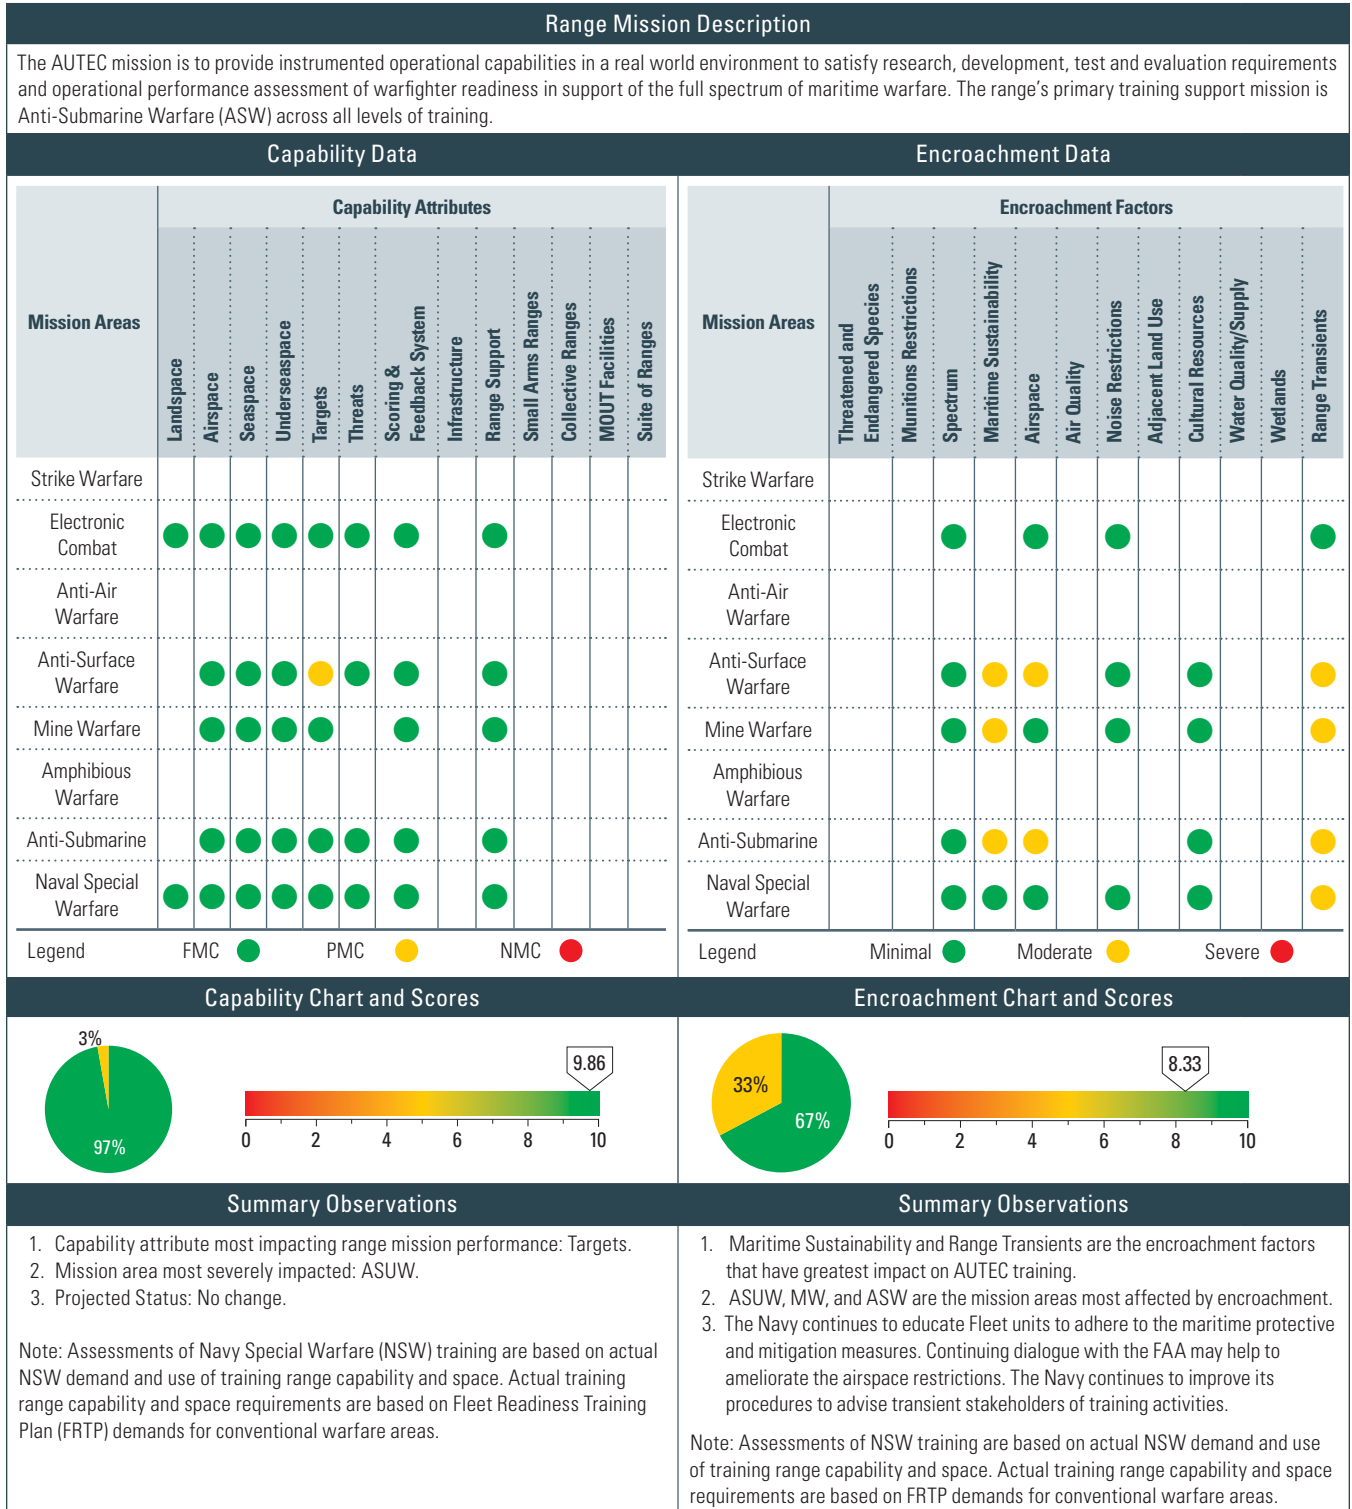 Range Mission Description
The AUTEC mission is to provide instrumented operational capabilities in a real world environment to satisfy research, development, test and evaluation requirements
and operational performance assessment of warfighter readiness in support of the full spectrum of maritime warfare. The range's primary training support mission is
Anti-Submarine Warfare (ASW) across all levels of training.
Capability Data
Mission Areas
Capability Attributes
Landspace
Airspace
Seaspace
Underseaspace
Targets
Threats
Scoring &
Feedback System
Infrastructure
Range Support
Small Arms Ranges
Collective Ranges
MOUT Facilities
Suite of Ranges
Strike Warfare
Electronic
Combat
Anti-Air
Warfare
Anti-Surface
Warfare
Mine Warfare
Amphibious
Warfare
Anti-Submarine
Naval Special
Warfare
Legend FMC PMC NMC
Encroachment Data
Mission Areas
Encroachment Factors
Threatened and
Endangered Species
Munitions Restrictions
Spectrum
Maritime Sustainability
Airspace
Air Quality
Noise Restrictions
Adjacent Land Use
Cultural Resources
Water Quality/Supply
Wetlands
Range Transients
Strike Warfare
Electronic
Combat
Anti-Air
Warfare
Anti-Surface
Warfare
Mine Warfare
Amphibious
Warfare
Anti-Submarine
Naval Special
Warfare
Legend Minimal Moderate Severe
Capability Chart and Scores
3%
97%
9.86
0 2 4 6 8 10
Encroachment Chart and Scores
33%
67%
8.33
0 2 4 6 8 10
Summary Observations
1. Capability attribute most impacting range mission performance: Targets.
2. Mission area most severely impacted: ASUW.
3. Projected Status: No change.
Note: Assessments of Navy Special Warfare (NSW) training are based on actual
NSW demand and use of training range capability and space. Actual training
range capability and space requirements are based on Fleet Readiness Training
Plan (FRTP) demands for conventional warfare areas.
Summary Observations
1. Maritime Sustainability and Range Transients are the encroachment factors
that have greatest impact on AUTEC training.
2. ASUW, MW, and ASW are the mission areas most affected by encroachment.
3. The Navy continues to educate Fleet units to adhere to the maritime protective
and mitigation measures. Continuing dialogue with the FAA may help to
ameliorate the airspace restrictions. The Navy continues to improve its
procedures to advise transient stakeholders of training activities.
Note: Assessments of NSW training are based on actual NSW demand and use
of training range capability and space. Actual training range capability and space
requirements are based on FRTP demands for conventional warfare areas.